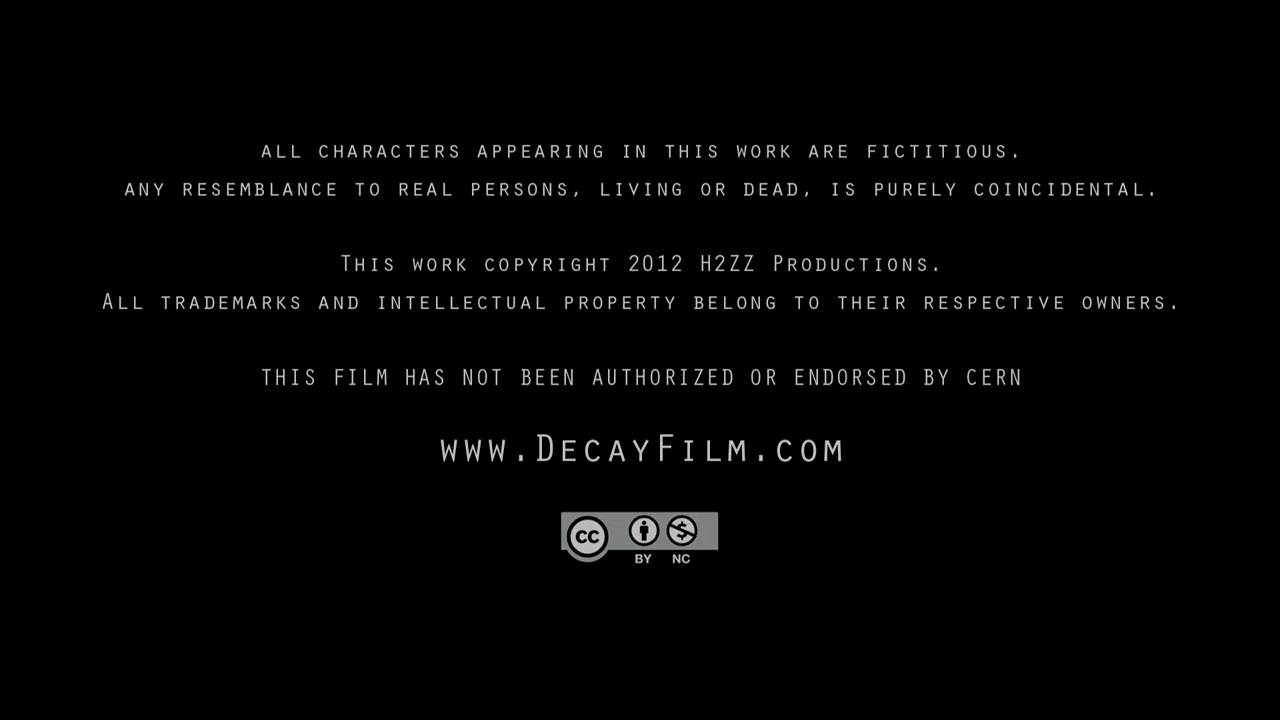 ALL CHARACTERS APPEARING IN THIS WORK ARE FICTITIOUS.
ANY RESEMBLANCE TO REAL PERSONS, LIVING OR DEAD, IS PURELY COINCIDENTAL.
THIS WORK COPYRIGHT 2012 H2ZZ PRODUCTIONS.
ALL TRADEMARKS AND INTELLECTUAL PROPERTY BELONG TO THEIR RESPECTIVE OWNERS.
THIS FILM HAS NOT BEEN AUTHORIZED OR ENDORSED BY CERN
WWW.DECAYFILM.COM
CC
BY NC